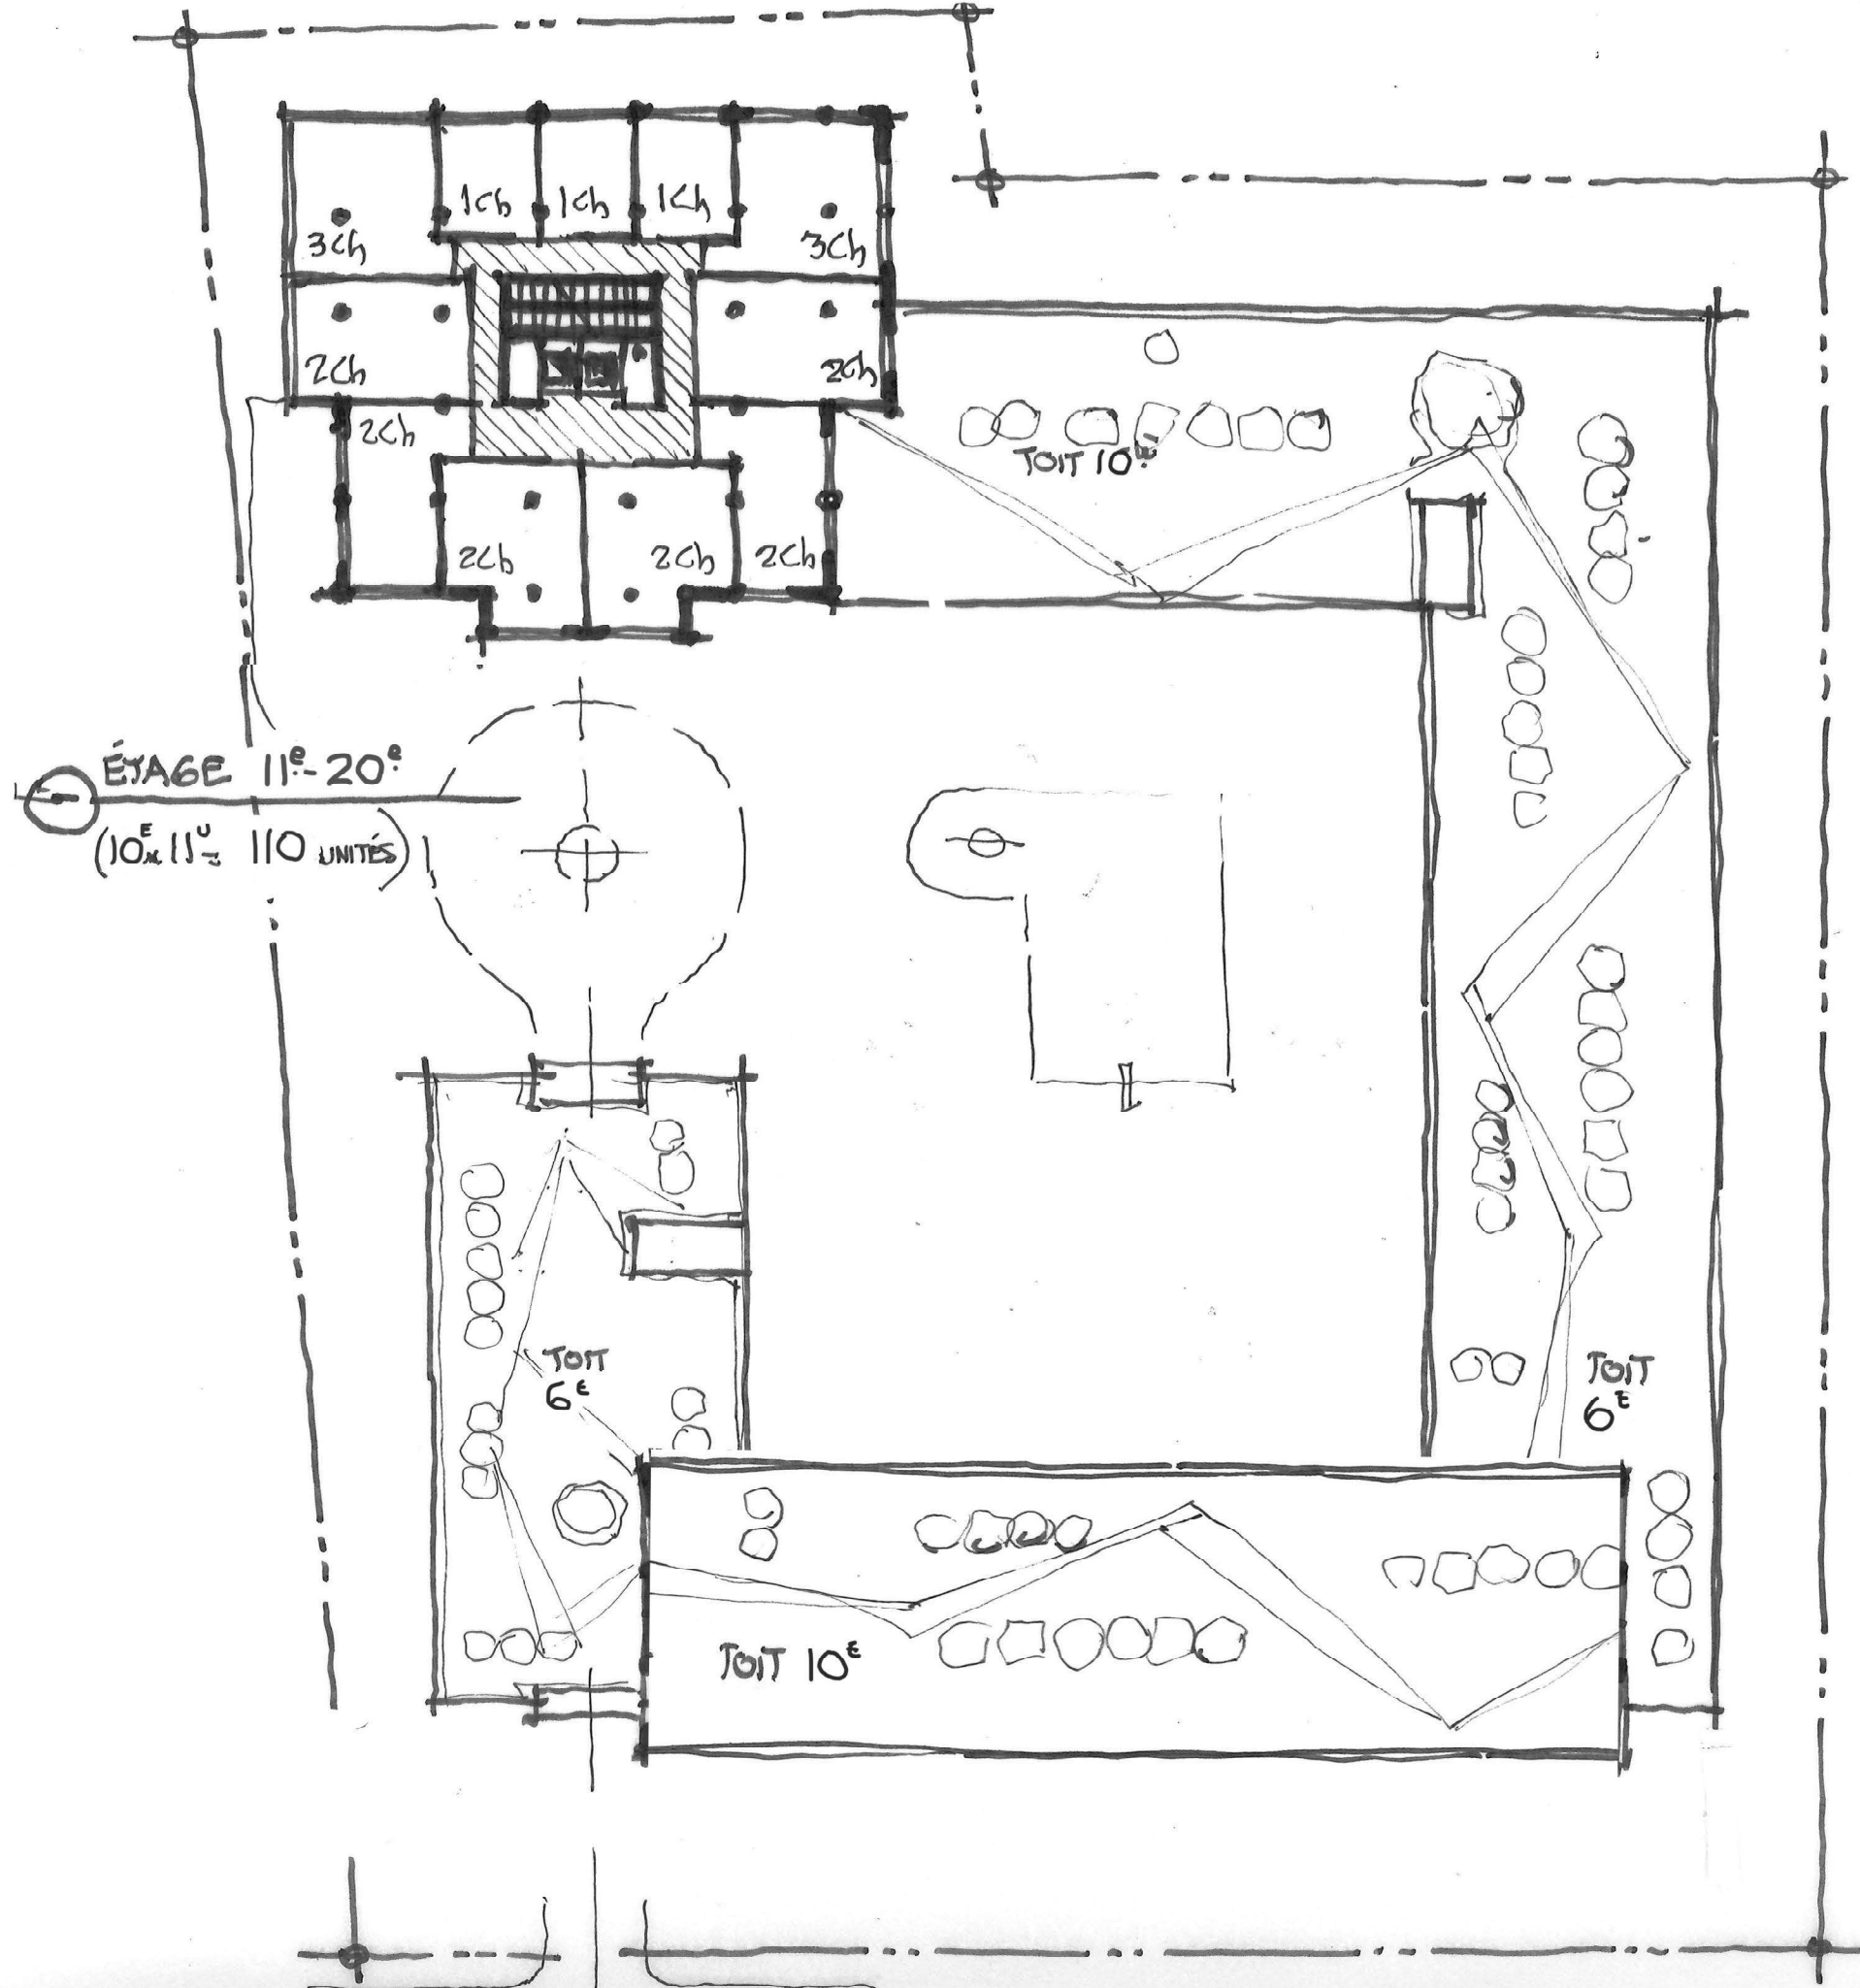 1Ch 1Ch 1Ch
3Ch 3Ch
2Ch 2Ch
2Ch
2Ch 2Ch 2Ch
TOIT 10E
ÉTAGE 11e-20e
(10E x 11U = 110 UNITÉS)
TOIT
6E
TOIT
6E
TOIT 10E